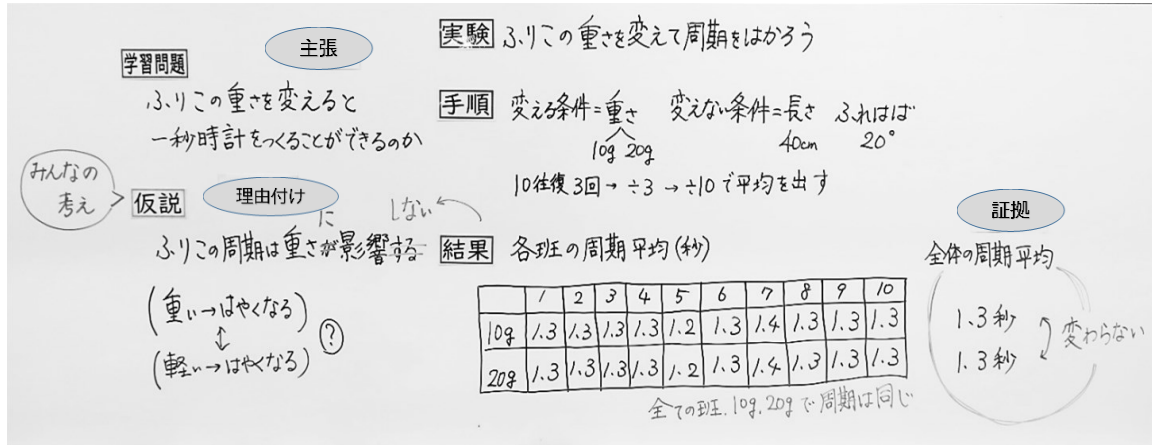 主張
学習問題
ふりこの重さを変えると
一秒時計をつくることができるのか
みんなの
考え
仮説
理由付け
に しない
ふりこの周期は重さが影響する
(重い→はやくなる)
↕
(軽い→はやくなる)
?
実験 ふりこの重さを変えて周期をはかろう
手順 変える条件=重さ 変えない条件=長さ ふれはば
10g 20g 40cm 20°
10往復3回→÷3→÷10で平均を出す
結果 各班の周期平均(秒)
1 2 3 4 5 6 7 8 9 10
10g 1.3 1.3 1.3 1.3 1.2 1.3 1.4 1.3 1.3 1.3
20g 1.3 1.3 1.3 1.3 1.2 1.3 1.4 1.3 1.3 1.3
全ての班、10g、20gで周期は同じ
証拠
全体の周期平均
1.3秒
1.3秒
変わらない